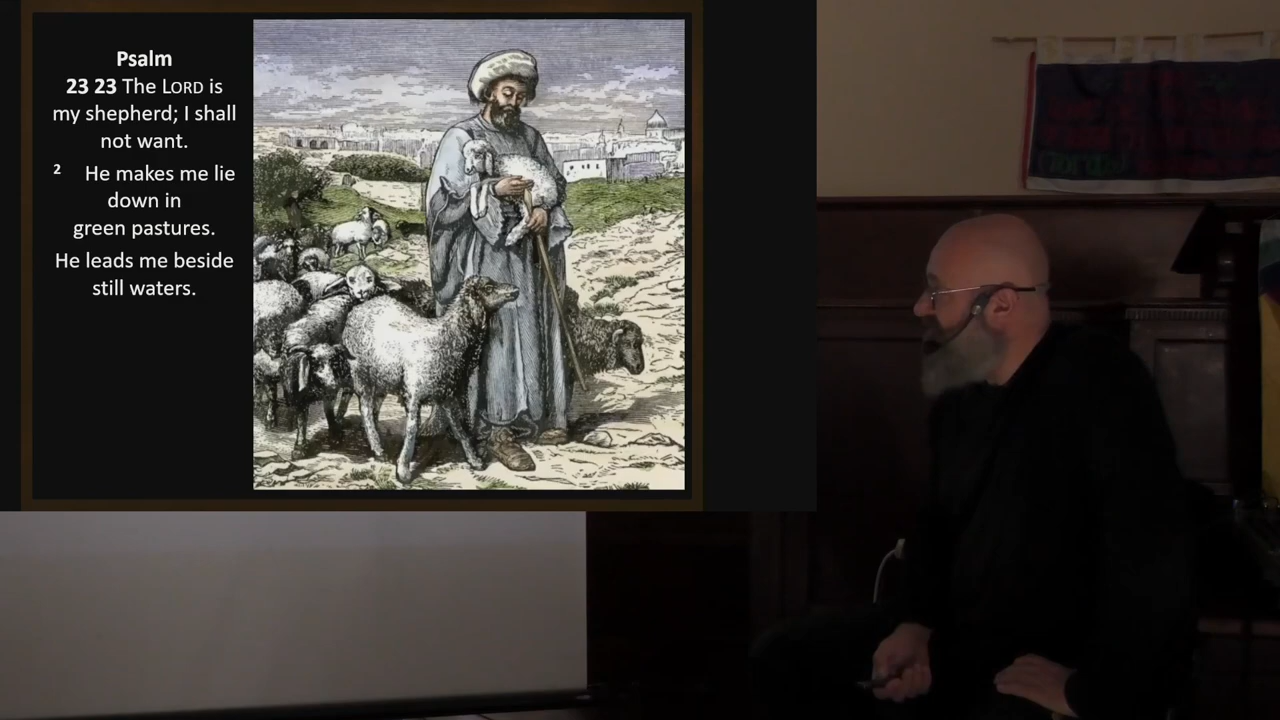 Psalm
23 23 The LORD is
my shepherd; I shall
not want.
2 He makes me lie
down in
green pastures.
He leads me beside
still waters.